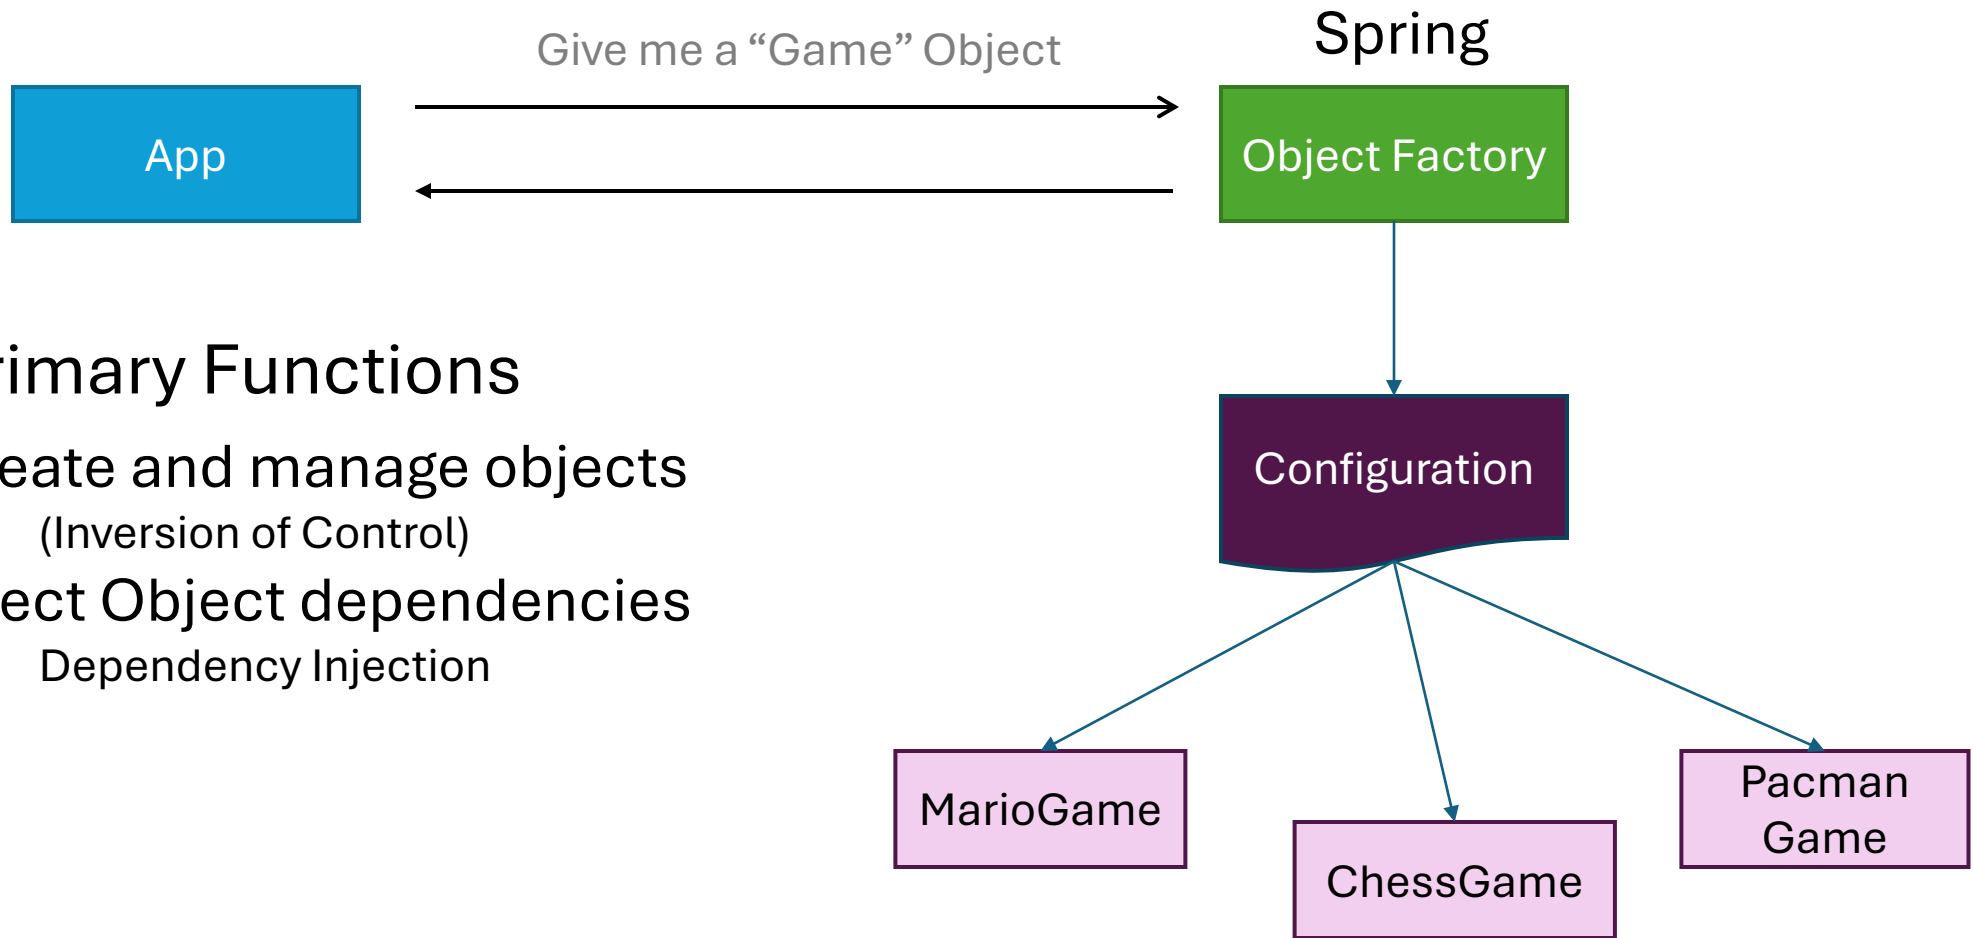 Give me a “Game” Object
Spring
App
Object Factory
rimary Functions
eate and manage objects
(Inversion of Control)
ect Object dependencies
Dependency Injection
Configuration
MarioGame
ChessGame
Pacman
Game